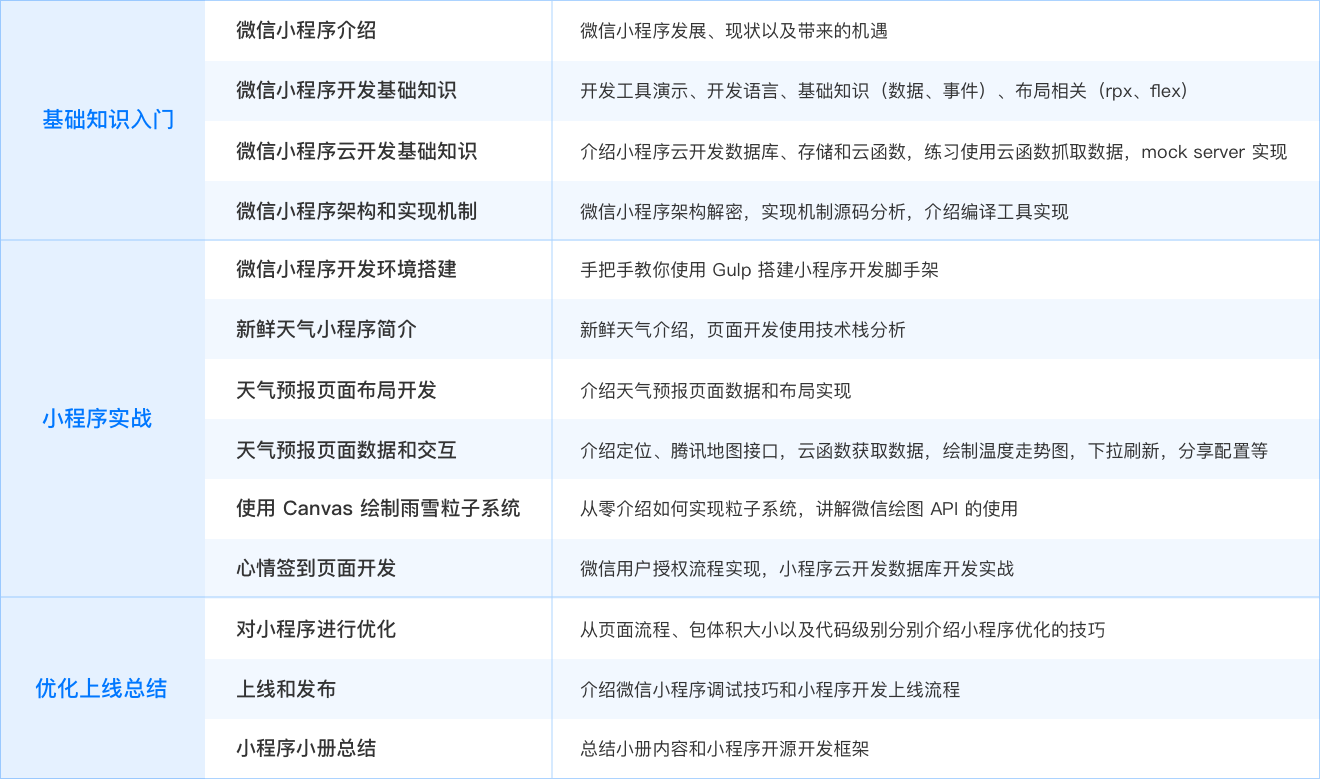 基础知识入门
微信小程序介绍
微信小程序发展、现状以及带来的机遇
微信小程序开发基础知识
开发工具演示、开发语言、基础知识（数据、事件）、布局相关（rpx、flex）
微信小程序云开发基础知识
介绍小程序云开发数据库、存储和云函数，练习使用云函数抓取数据，mock server 实现
微信小程序架构和实现机制
微信小程序架构解密，实现机制源码分析，介绍编译工具实现
小程序实战
微信小程序开发环境搭建
手把手教你使用 Gulp 搭建小程序开发脚手架
新鲜天气小程序简介
新鲜天气介绍，页面开发使用技术栈分析
天气预报页面布局开发
介绍天气预报页面数据和布局实现
天气预报页面数据和交互
介绍定位、腾讯地图接口，云函数获取数据，绘制温度走势图，下拉刷新，分享配置等
使用 Canvas 绘制雨雪粒子系统
从零介绍如何实现粒子系统，讲解微信绘图 API 的使用
心情签到页面开发
微信用户授权流程实现，小程序云开发数据库开发实战
优化上线总结
对小程序进行优化
从页面流程、包体积大小以及代码级别分别介绍小程序优化的技巧
上线和发布
介绍微信小程序调试技巧和小程序开发上线流程
小程序小册总结
总结小册内容和小程序开源开发框架